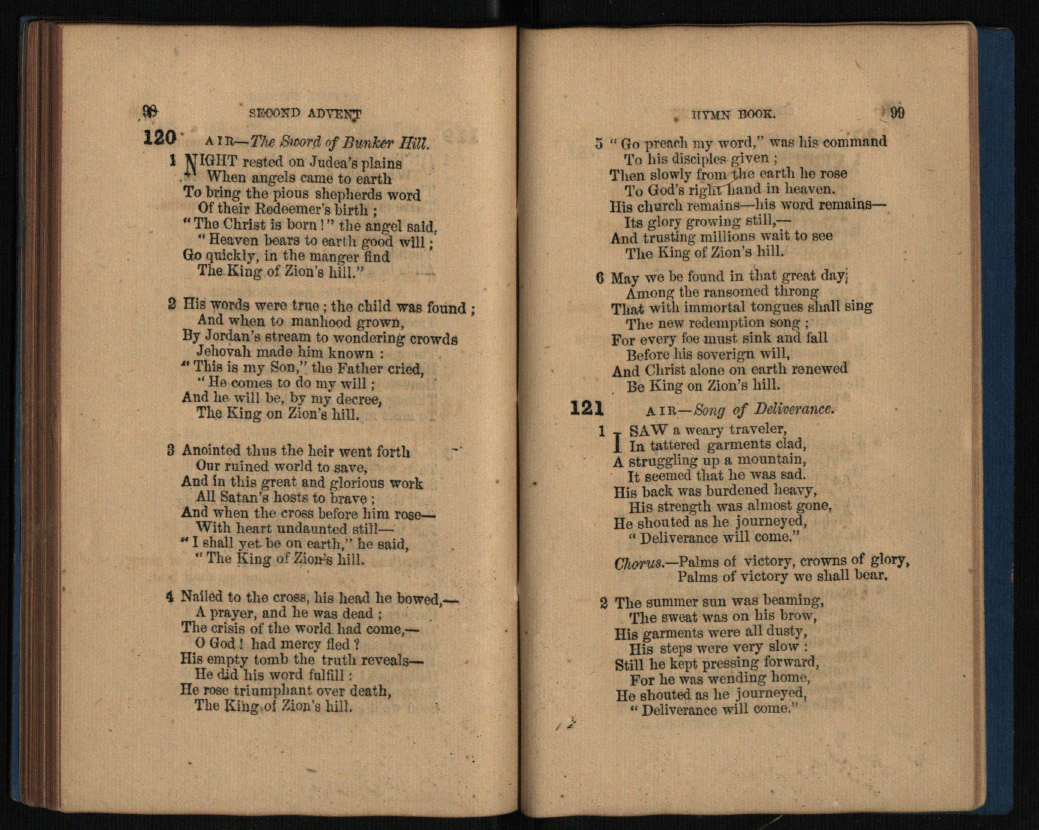 98
SECOND ADVENT
120 AIR—The Sword of Bunker Hill.
1 NIGHT rested on Judea's plains
When angels came to earth
To bring the pious shepherds word
Of their Redeemer's birth ;
" The Christ is born !" the angel said,
" Heaven bears to earth good will ;
Go quickly, in the manger find
The King of Zion's hill."
2 His words were true ; the child was found ;
And when to manhood grown,
By Jordan's stream to wondering crowds
Jehovah made him known :
" This is my Son," the Father cried,
" He comes to do my will ;
And he will be, by my decree,
The King on Zion's hill.
3 Anointed thus the heir went forth
Our ruined world to save,
And in this great and glorious work
All Satan's hosts to brave ;
And when the cross before him rose—
With heart undaunted still—
" I shall yet be on earth," he said,
" The King of Zion's hill.
4 Nailed to the cross, his head he bowed,—
A prayer, and he was dead ;
The crisis of the world had come,—
O God ! had mercy fled ?
His empty tomb the truth reveals—
He did his word fulfill :
He rose triumphant over death,
The King of Zion's hill.
HYMN BOOK.
99
5 " Go preach my word," was his command
To his disciples given ;
Then slowly from the earth he rose
To God's right hand in heaven.
His church remains—his word remains—
Its glory growing still,—
And trusting millions wait to see
The King of Zion's hill.
6 May we be found in that great day;
Among the ransomed throng
That with immortal tongues shall sing
The new redemption song ;
For every foe must sink and fall
Before his soverign will,
And Christ alone on earth renewed
Be King on Zion's hill.
121 AIR—Song of Deliverance.
1 I SAW a weary traveler,
In tattered garments clad,
A struggling up a mountain,
It seemed that he was sad.
His back was burdened heavy,
His strength was almost gone,
He shouted as he journeyed,
" Deliverance will come."
Chorus.—Palms of victory, crowns of glory,
Palms of victory we shall bear.
2 The summer sun was beaming,
The sweat was on his brow,
His garments were all dusty,
His steps were very slow :
Still he kept pressing forward,
For he was wending home,
He shouted as he journeyed,
" Deliverance will come."